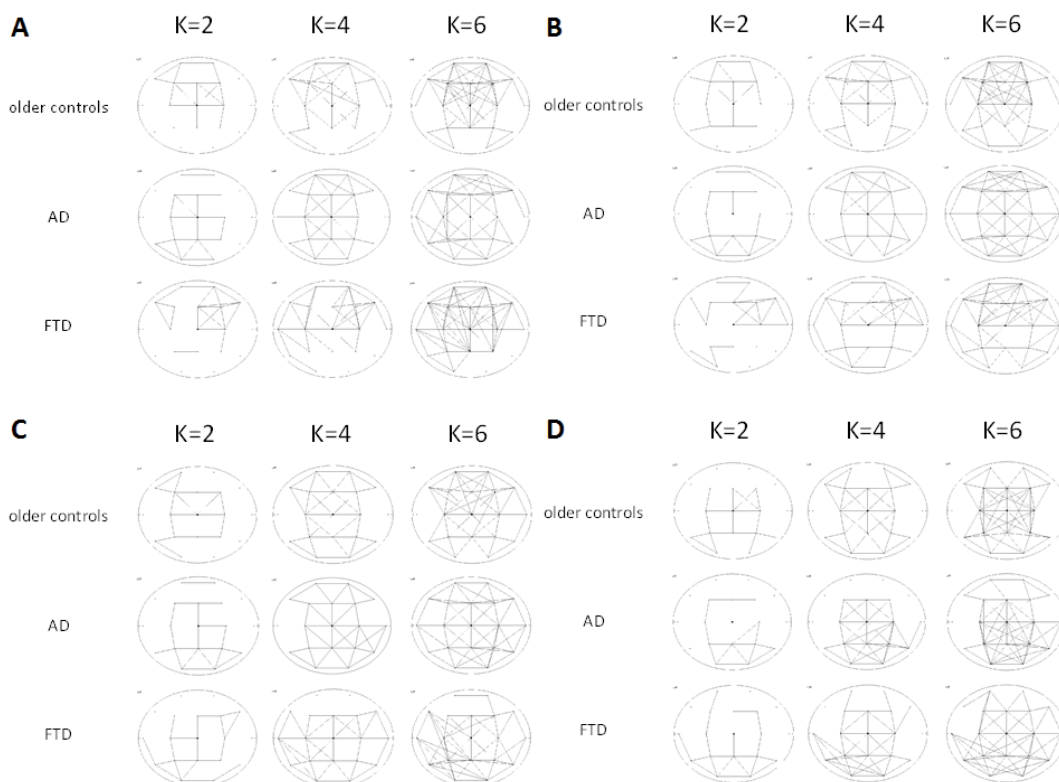 A K=2 K=4 K=6
older controls
AD
FTD
B K=2 K=4 K=6
older controls
AD
FTD
C K=2 K=4 K=6
older controls
AD
FTD
D K=2 K=4 K=6
older controls
AD
FTD